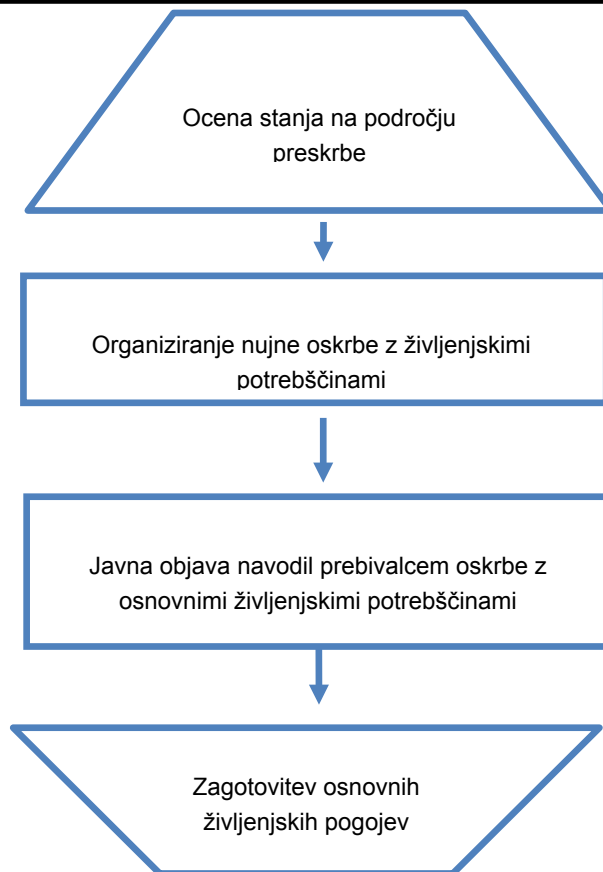 Ocena stanja na področju
preskrbe
Organiziranje nujne oskrbe z življenjskimi
potrebščinami
Javna objava navodil prebivalcem oskrbe z
osnovnimi življenjskimi potrebščinami
Zagotovitev osnovnih
življenjskih pogojev